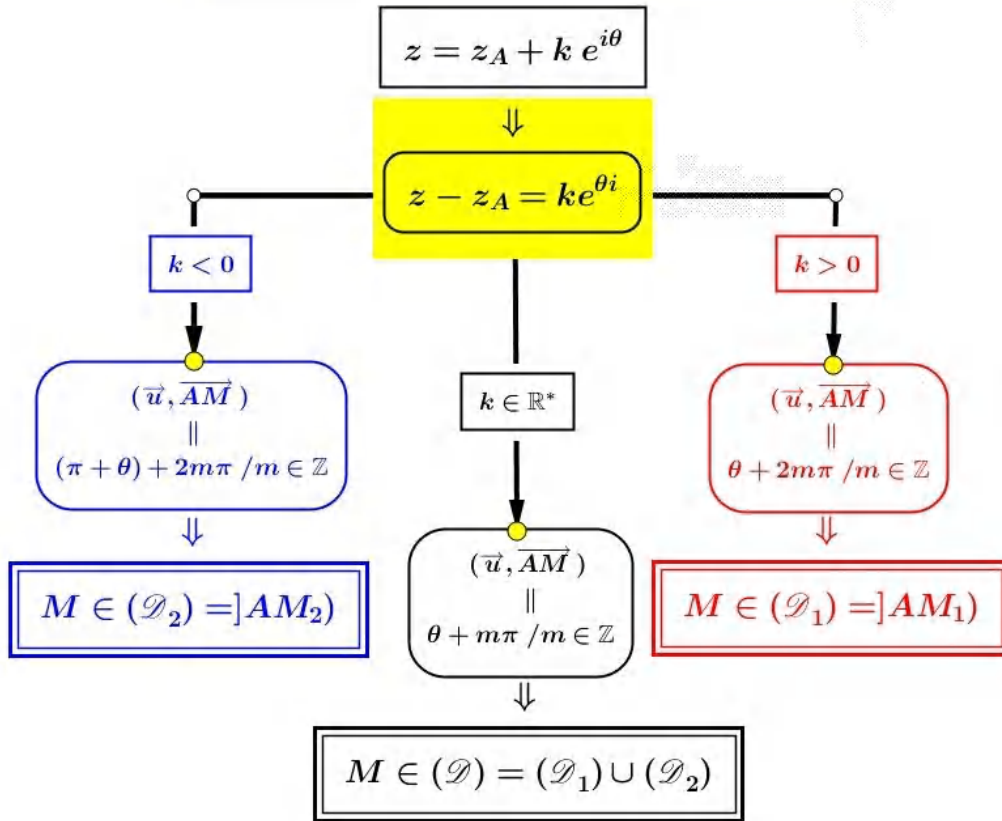 z = z_A + k e^{iθ}
⇓
z − z_A = ke^{θi}
k < 0
k > 0
(u⃗, AM⃗)
||
(π + θ) + 2mπ /m ∈ ℤ
⇓
M ∈ (𝒟₂) =]AM₂)
k ∈ ℝ*
(u⃗, AM⃗)
||
θ + mπ /m ∈ ℤ
⇓
M ∈ (𝒟) = (𝒟₁) ∪ (𝒟₂)
(u⃗, AM⃗)
||
θ + 2mπ /m ∈ ℤ
⇓
M ∈ (𝒟₁) =]AM₁)